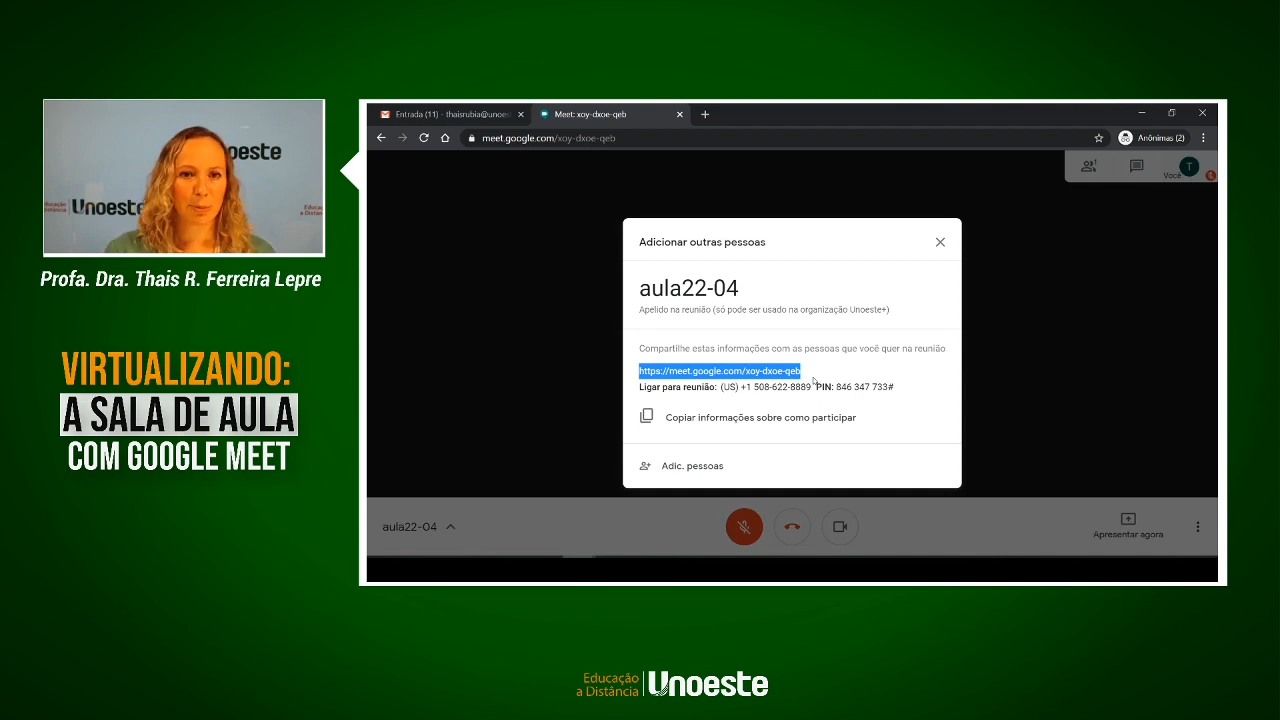 oeste
Unoeste
Profa. Dra. Thais R. Ferreira Lepre
VIRTUALIZANDO:
A SALA DE AULA
COM GOOGLE MEET
Entrada (11) - thaisrubia@unoes
Meet: xoy-dxoe-qeb
meet.google.com/xoy-dxoe-qeb
Anônimas (2)
1
T
Você
Adicionar outras pessoas
aula22-04
Apelido na reunião (só pode ser usado na organização Unoeste+)
Compartilhe estas informações com as pessoas que você quer na reunião
https://meet.google.com/xoy-dxoe-qeb
Ligar para reunião: (US) +1 508-622-8889 PIN: 846 347 733#
Copiar informações sobre como participar
Adic. pessoas
aula22-04
Apresentar agora
Educação
a Distância
Unoeste